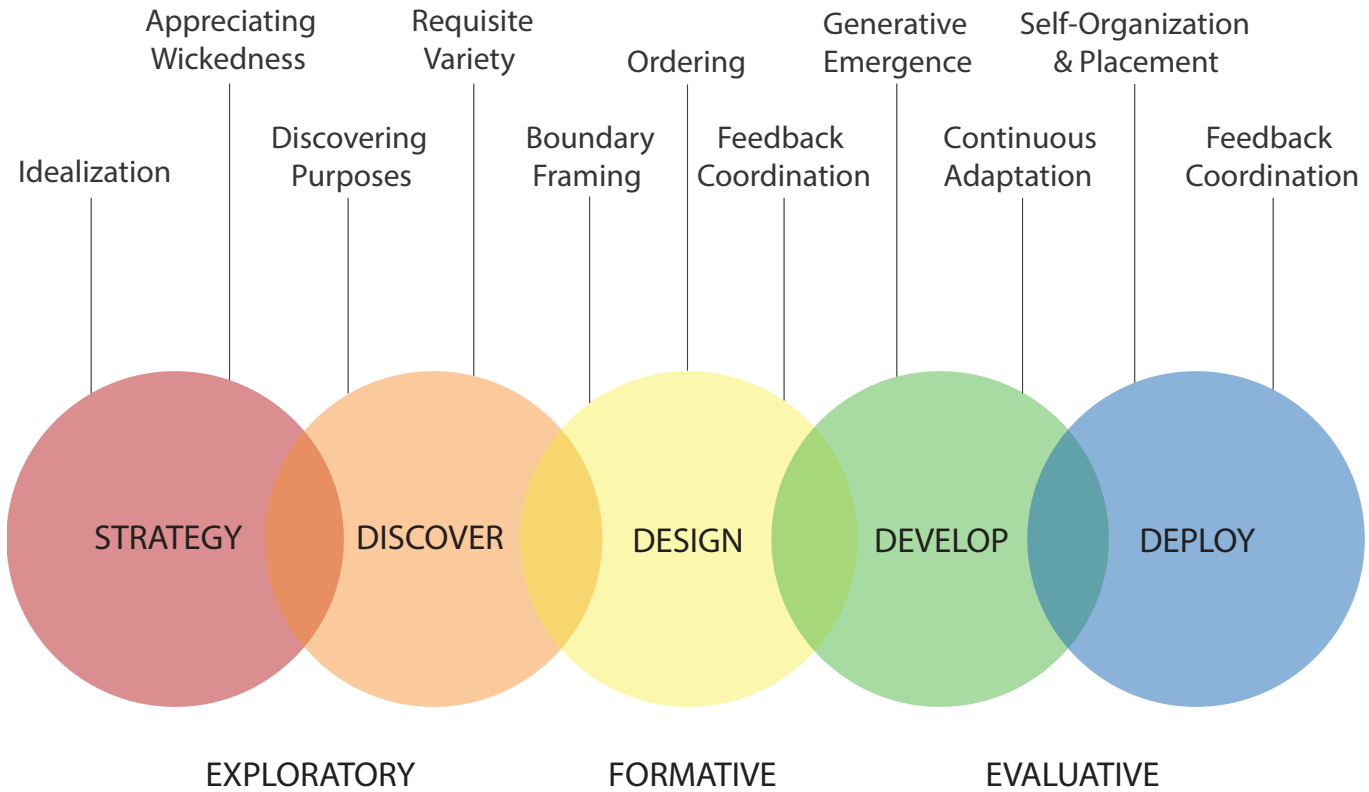 Appreciating
Wickedness
Requisite
Variety
Ordering
Generative
Emergence
Self-Organization
& Placement
Idealization
Discovering
Purposes
Boundary
Framing
Feedback
Coordination
Continuous
Adaptation
Feedback
Coordination
STRATEGY
DISCOVER
DESIGN
DEVELOP
DEPLOY
EXPLORATORY
FORMATIVE
EVALUATIVE